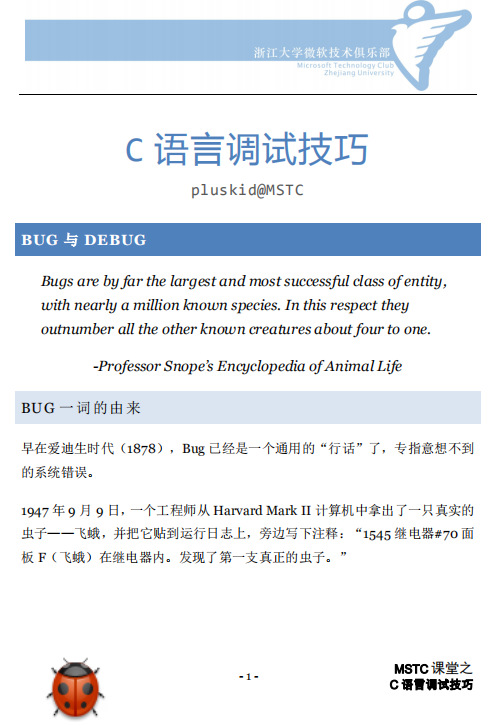 浙江大学微软技术俱乐部
Microsoft Technology Club
Zhejiang University
C 语言调试技巧
pluskid@MSTC
BUG 与 DEBUG
Bugs are by far the largest and most successful class of entity,
with nearly a million known species. In this respect they
outnumber all the other known creatures about four to one.
-Professor Snope’s Encyclopedia of Animal Life
BUG 一词的由来
早在爱迪生时代（1878），Bug 已经是一个通用的“行话”了，专指意想不到
的系统错误。
1947 年 9 月 9 日，一个工程师从 Harvard Mark II 计算机中拿出了一只真实的
虫子——飞蛾，并把它贴到运行日志上，旁边写下注释：“1545 继电器#70 面
板 F（飞蛾）在继电器内。发现了第一支真正的虫子。”
- 1 -
MSTC 课堂之
C 语言调试技巧